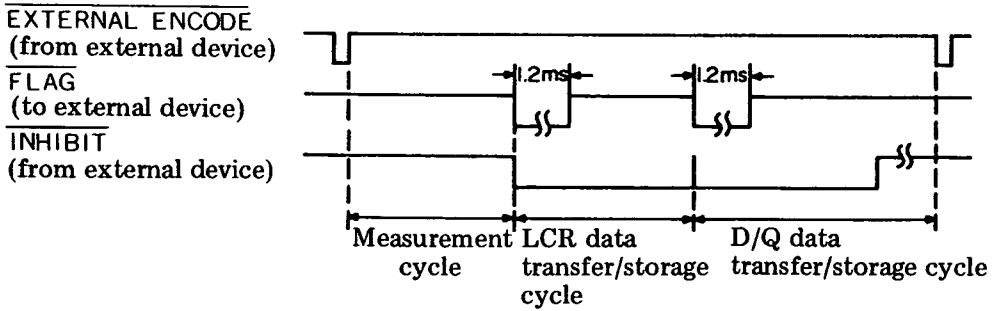 EXTERNAL ENCODE
(from external device)
FLAG
(to external device)
INHIBIT
(from external device)
1.2ms
1.2ms
Measurement
cycle
LCR data
transfer/storage
cycle
D/Q data
transfer/storage cycle